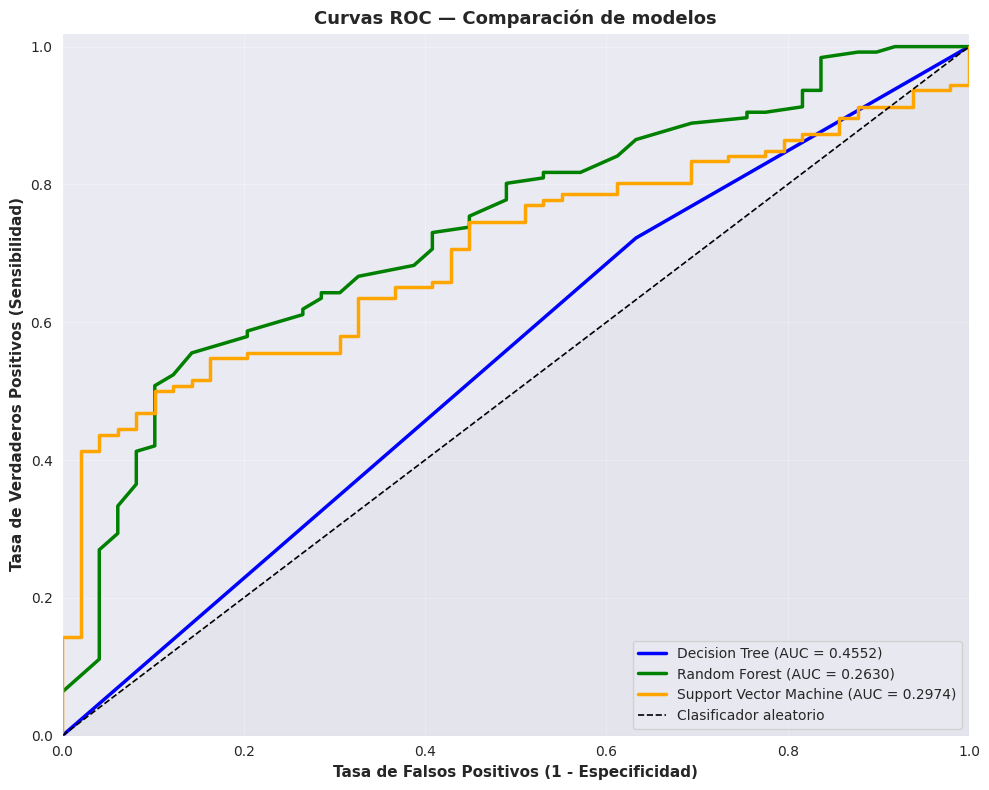 Curvas ROC — Comparación de modelos
Tasa de Verdaderos Positivos (Sensibilidad)
1.0
0.8
0.6
0.4
0.2
0.0
0.0 0.2 0.4 0.6 0.8 1.0
Tasa de Falsos Positivos (1 - Especificidad)
Decision Tree (AUC = 0.4552)
Random Forest (AUC = 0.2630)
Support Vector Machine (AUC = 0.2974)
Clasificador aleatorio